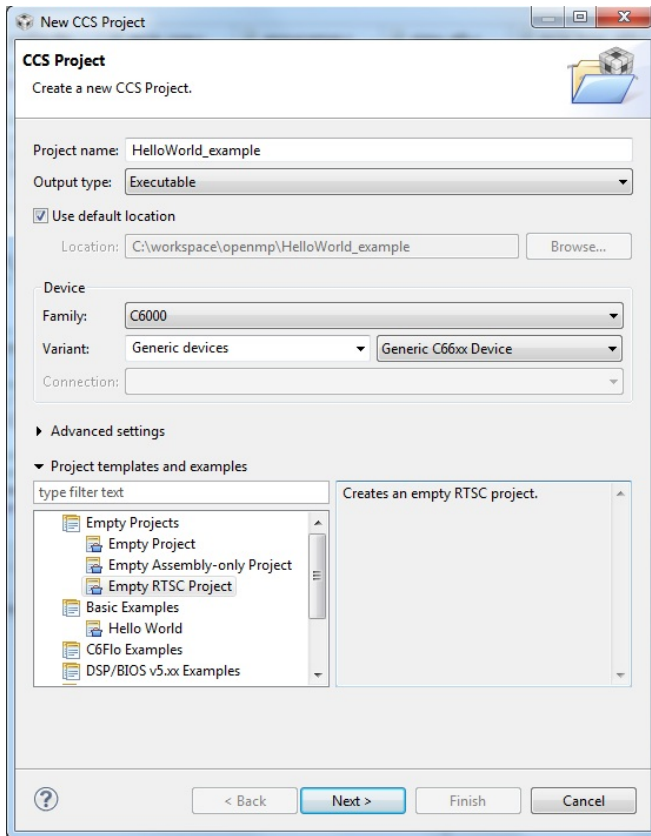 New CCS Project
CCS Project
Create a new CCS Project.
Project name: HelloWorld_example
Output type: Executable
Use default location
Location: C:\workspace\openmp\HelloWorld_example Browse...
Device
Family: C6000
Variant: Generic devices Generic C66xx Device
Connection:
Advanced settings
Project templates and examples
type filter text
Creates an empty RTSC project.
Empty Projects
Empty Project
Empty Assembly-only Project
Empty RTSC Project
Basic Examples
Hello World
C6Flo Examples
DSP/BIOS v5.xx Examples
< Back Next > Finish Cancel